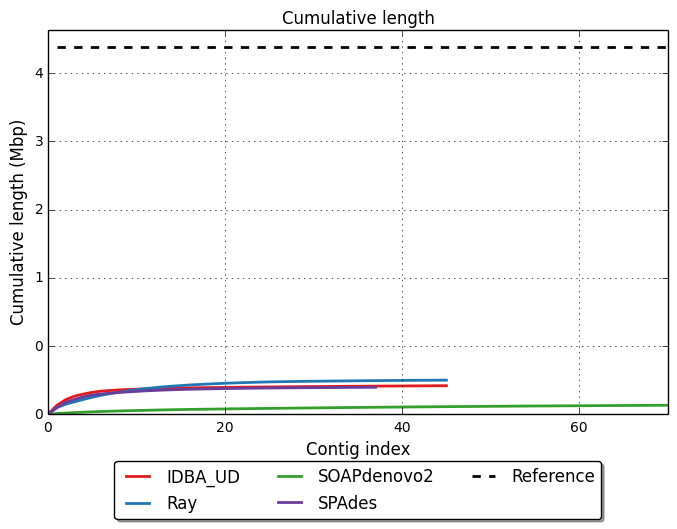 Cumulative length
4
3
2
1
0
0
Cumulative length (Mbp)
0 20 40 60
Contig index
IDBA_UD SOAPdenovo2 Reference
Ray SPAdes